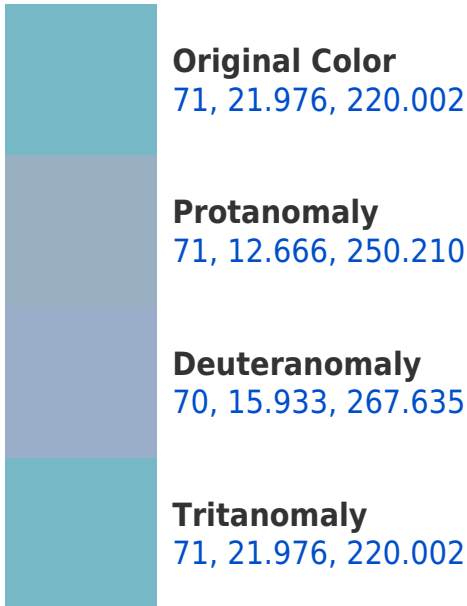 Original Color
71, 21.976, 220.002
Protanomaly
71, 12.666, 250.210
Deuteranomaly
70, 15.933, 267.635
Tritanomaly
71, 21.976, 220.002